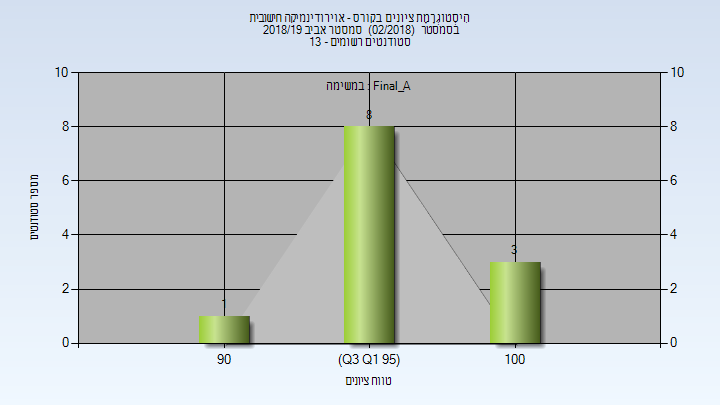 היסטוגרמת ציונים בקורס - אוירודינמיקה חישובית
בסמסטר (02/2018) סמסטר אביב 2018/19
סטודנטים רשומים - 13
במשימה : Final_A
10 10
8 8
6 6
4 4
2 2
0 0
1
8
3
מספר סטודנטים
90 (Q3 Q1 95) 100
טווח ציונים